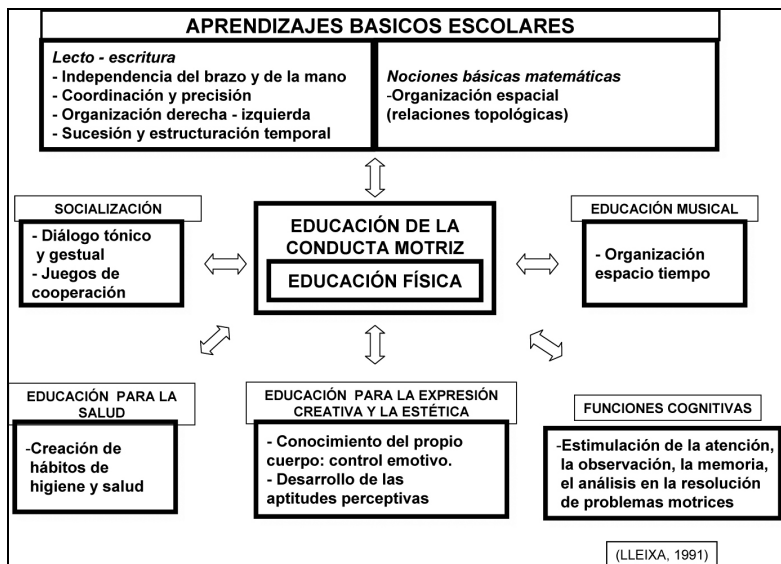 APRENDIZAJES BASICOS ESCOLARES
Lecto - escritura
- Independencia del brazo y de la mano
- Coordinación y precisión
- Organización derecha - izquierda
- Sucesión y estructuración temporal
Nociones básicas matemáticas
-Organización espacial
(relaciones topológicas)
SOCIALIZACIÓN
- Diálogo tónico
y gestual
- Juegos de
cooperación
EDUCACIÓN DE LA
CONDUCTA MOTRIZ
EDUCACIÓN FÍSICA
EDUCACIÓN MUSICAL
- Organización
espacio tiempo
EDUCACIÓN PARA LA
SALUD
-Creación de
hábitos de
higiene y salud
EDUCACIÓN PARA LA EXPRESIÓN
CREATIVA Y LA ESTÉTICA
- Conocimiento del propio
cuerpo: control emotivo.
- Desarrollo de las
aptitudes perceptivas
FUNCIONES COGNITIVAS
-Estimulación de la atención,
la observación, la memoria,
el análisis en la resolución
de problemas motrices
(LLEIXA, 1991)